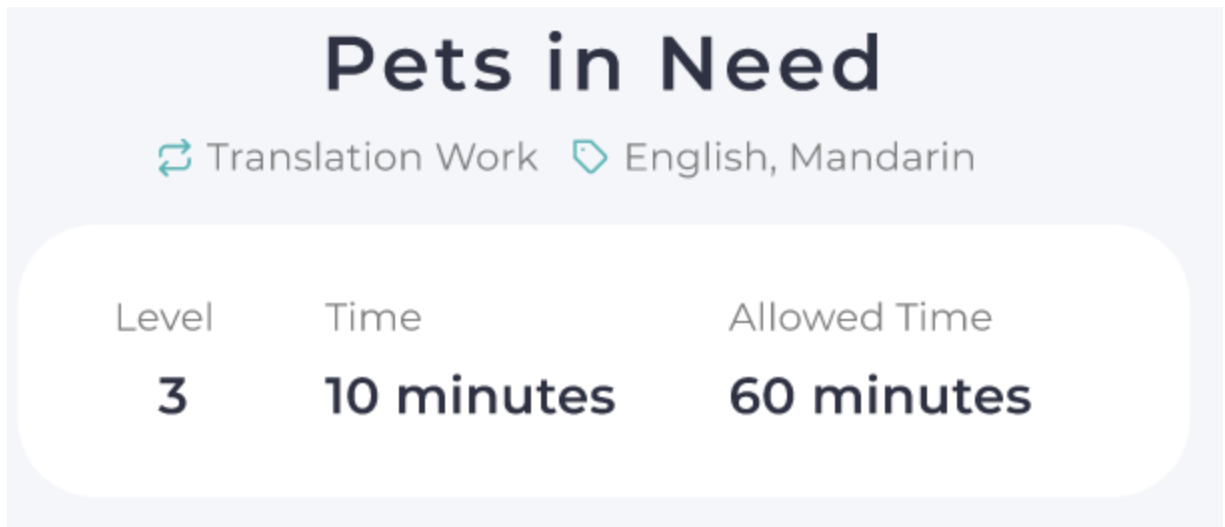 Pets in Need
Translation Work English, Mandarin
Level Time Allowed Time
3 10 minutes 60 minutes